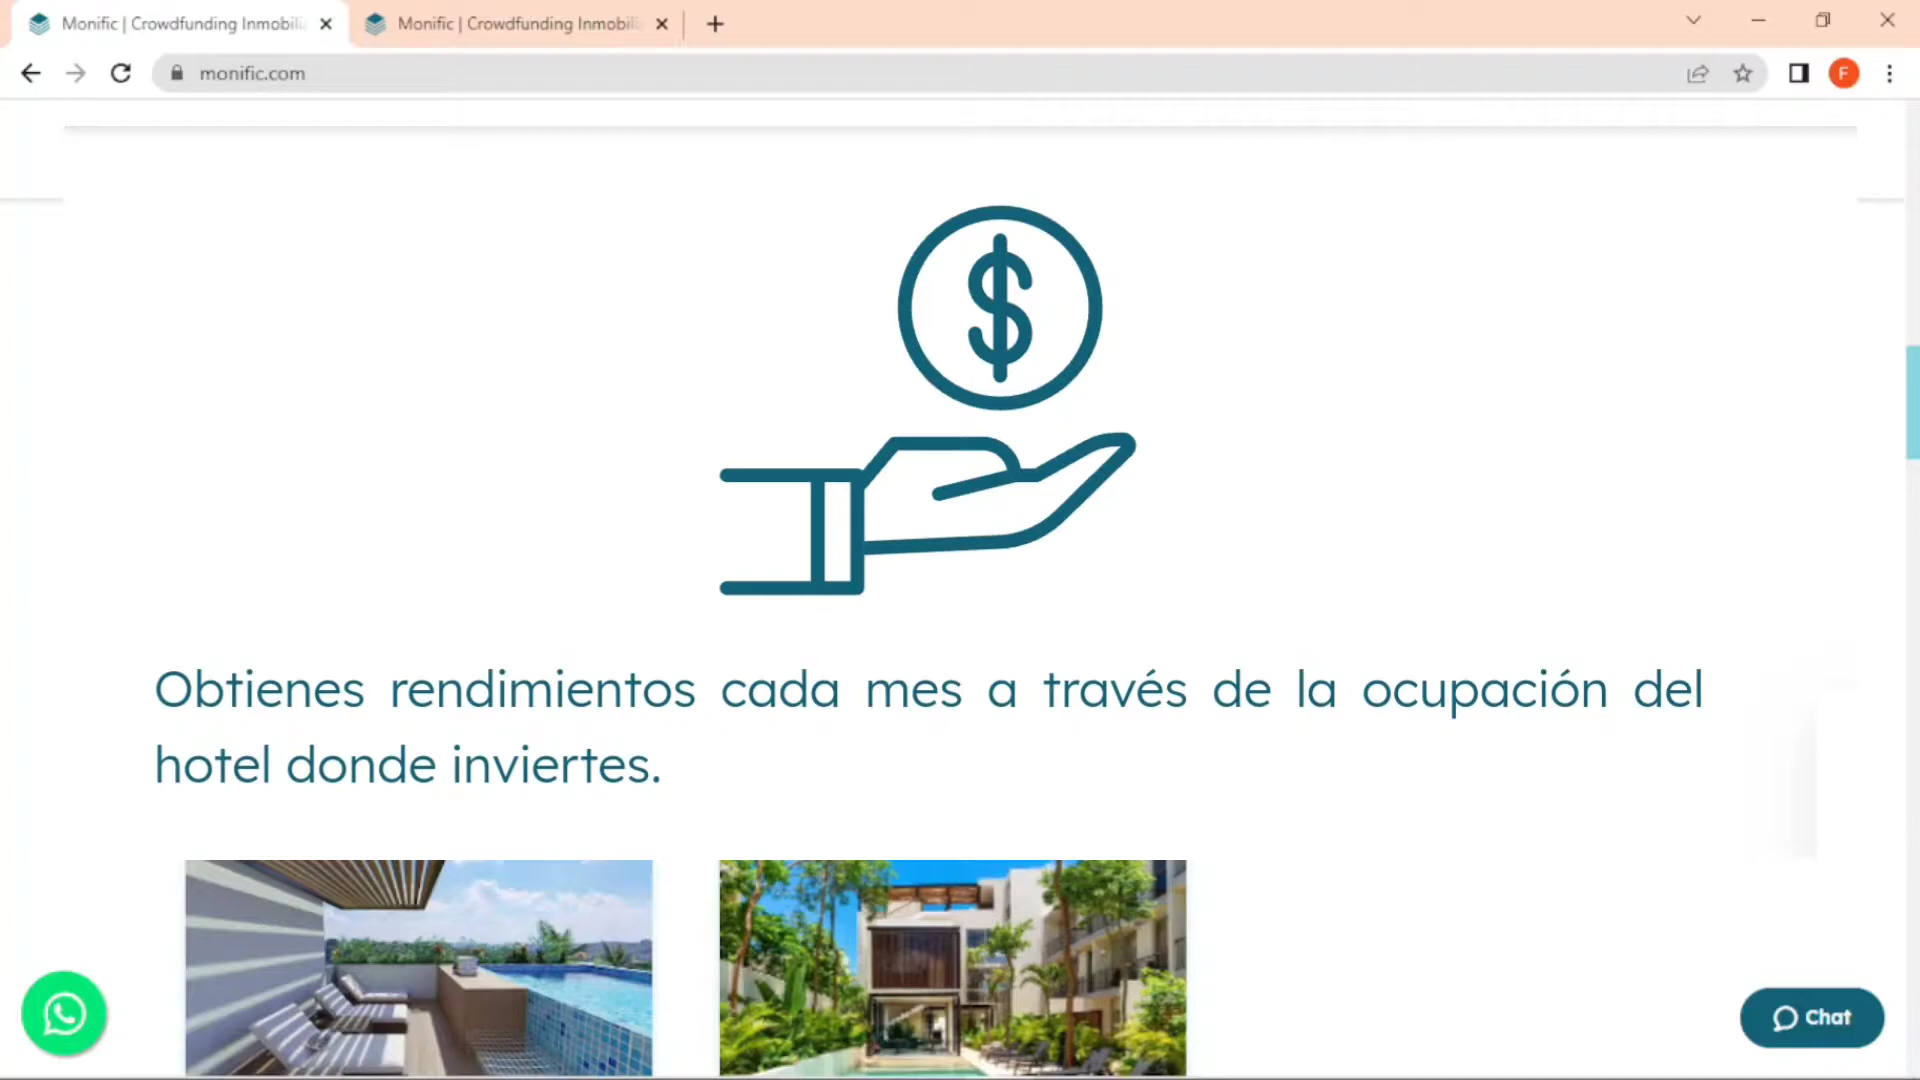 Monific | Crowdfunding Inmobili
Monific | Crowdfunding Inmobili
monific.com
F
$
Obtienes rendimientos cada mes a través de la ocupación del
hotel donde inviertes.
Chat